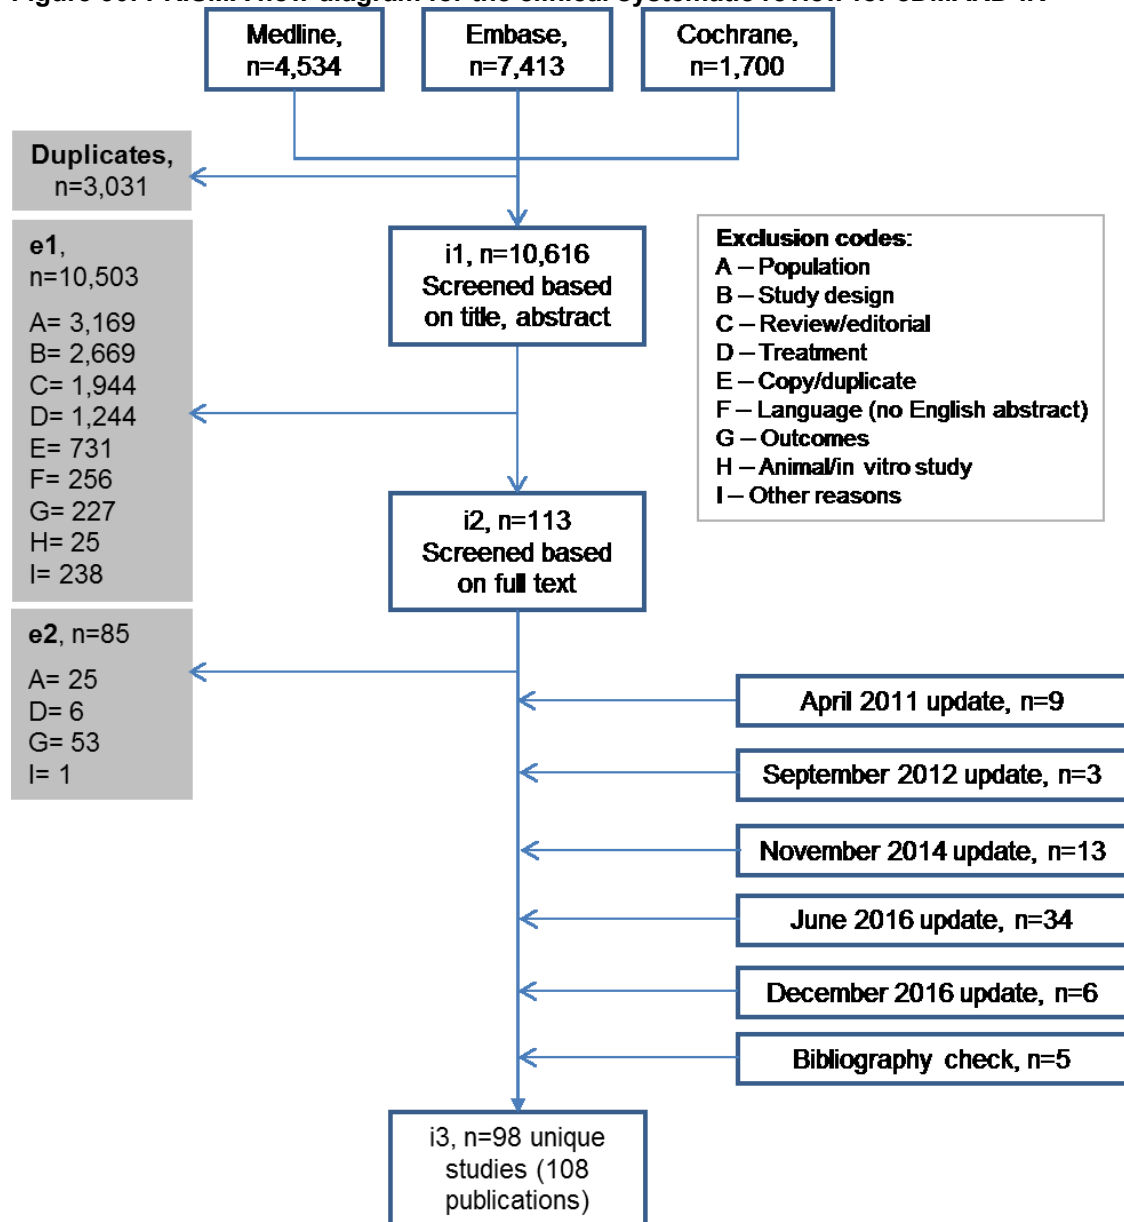 Medline,
n=4,534
Embase,
n=7,413
Cochrane,
n=1,700
Duplicates,
n=3,031
e1,
n=10,503
A= 3,169
B= 2,669
C= 1,944
D= 1,244
E= 731
F= 256
G= 227
H= 25
I= 238
i1, n=10,616
Screened based
on title, abstract
Exclusion codes:
A – Population
B – Study design
C – Review/editorial
D – Treatment
E – Copy/duplicate
F – Language (no English abstract)
G – Outcomes
H – Animal/in vitro study
I – Other reasons
i2, n=113
Screened based
on full text
e2, n=85
A= 25
D= 6
G= 53
I= 1
April 2011 update, n=9
September 2012 update, n=3
November 2014 update, n=13
June 2016 update, n=34
December 2016 update, n=6
Bibliography check, n=5
i3, n=98 unique
studies (108
publications)